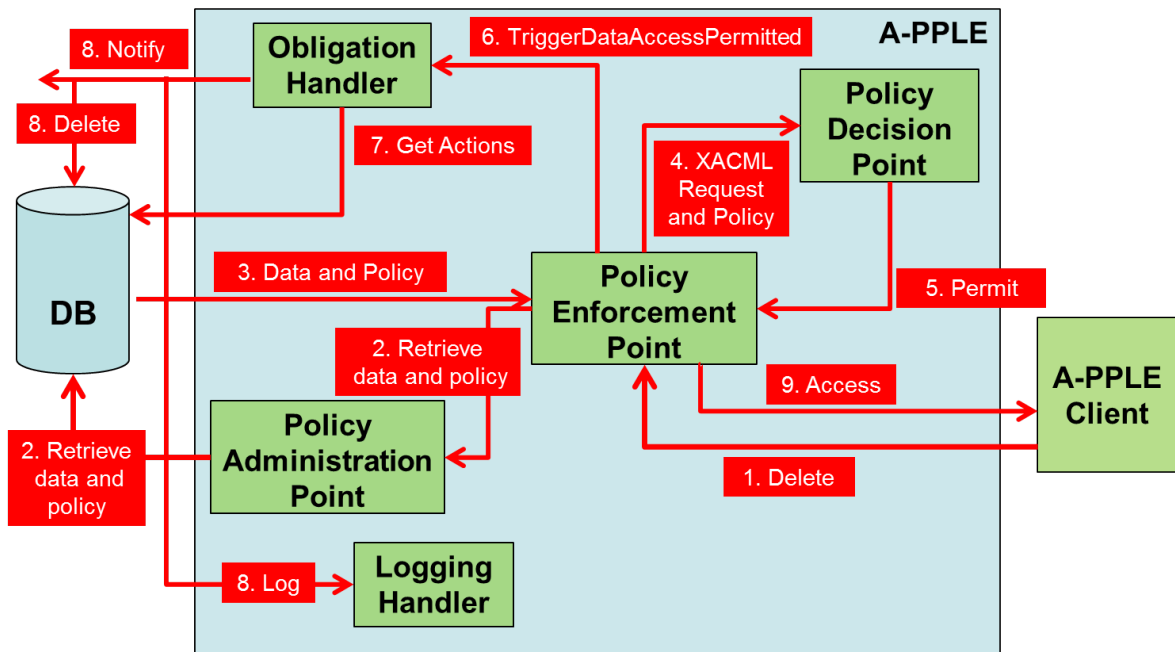 8. Notify
Obligation
Handler
6. TriggerDataAccessPermitted
A-PPLE
8. Delete
7. Get Actions
4. XACML
Request
and Policy
Policy
Decision
Point
DB
3. Data and Policy
Policy
Enforcement
Point
5. Permit
2. Retrieve
data and policy
9. Access
A-PPLE
Client
2. Retrieve
data and
policy
Policy
Administration
Point
1. Delete
8. Log
Logging
Handler